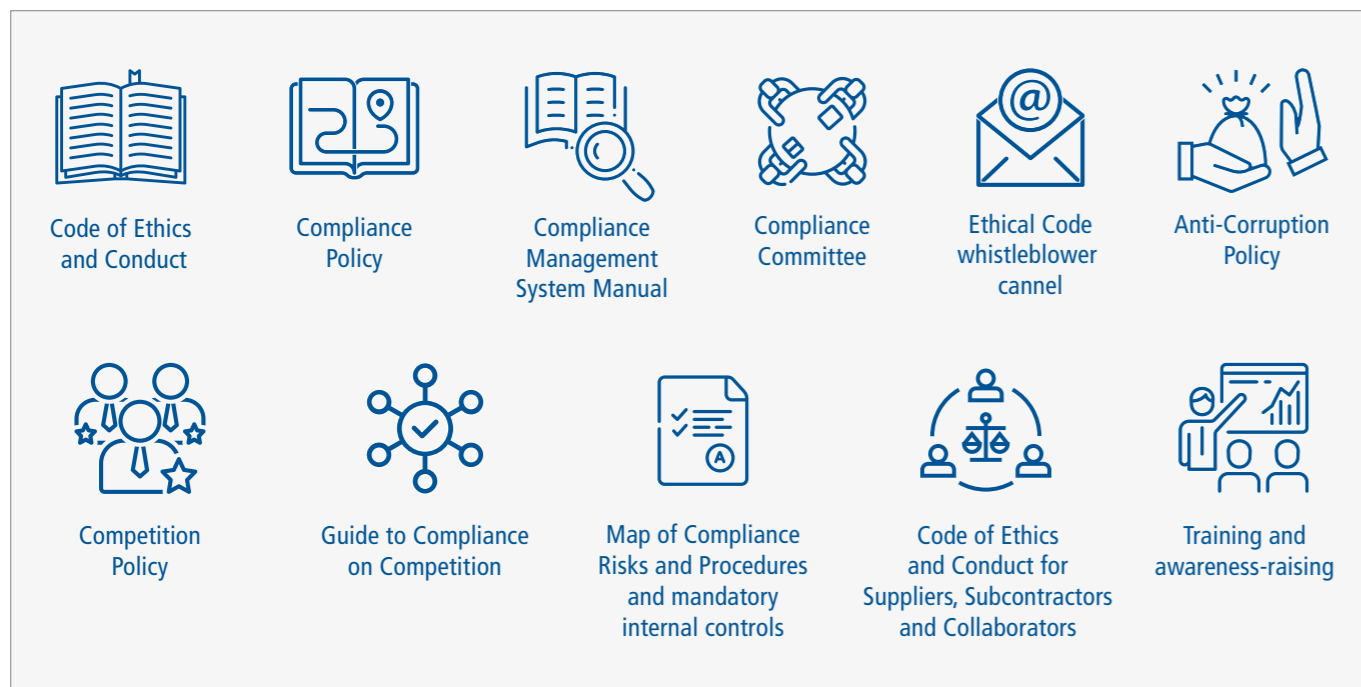 Code of Ethics
and Conduct
Compliance
Policy
Compliance
Management
System Manual
Compliance
Committee
@
Ethical Code
whistleblower
cannel
Anti-Corruption
Policy
Competition
Policy
Guide to Compliance
on Competition
A
Map of Compliance
Risks and Procedures
and mandatory
internal controls
Code of Ethics
and Conduct for
Suppliers, Subcontractors
and Collaborators
Training and
awareness-raising